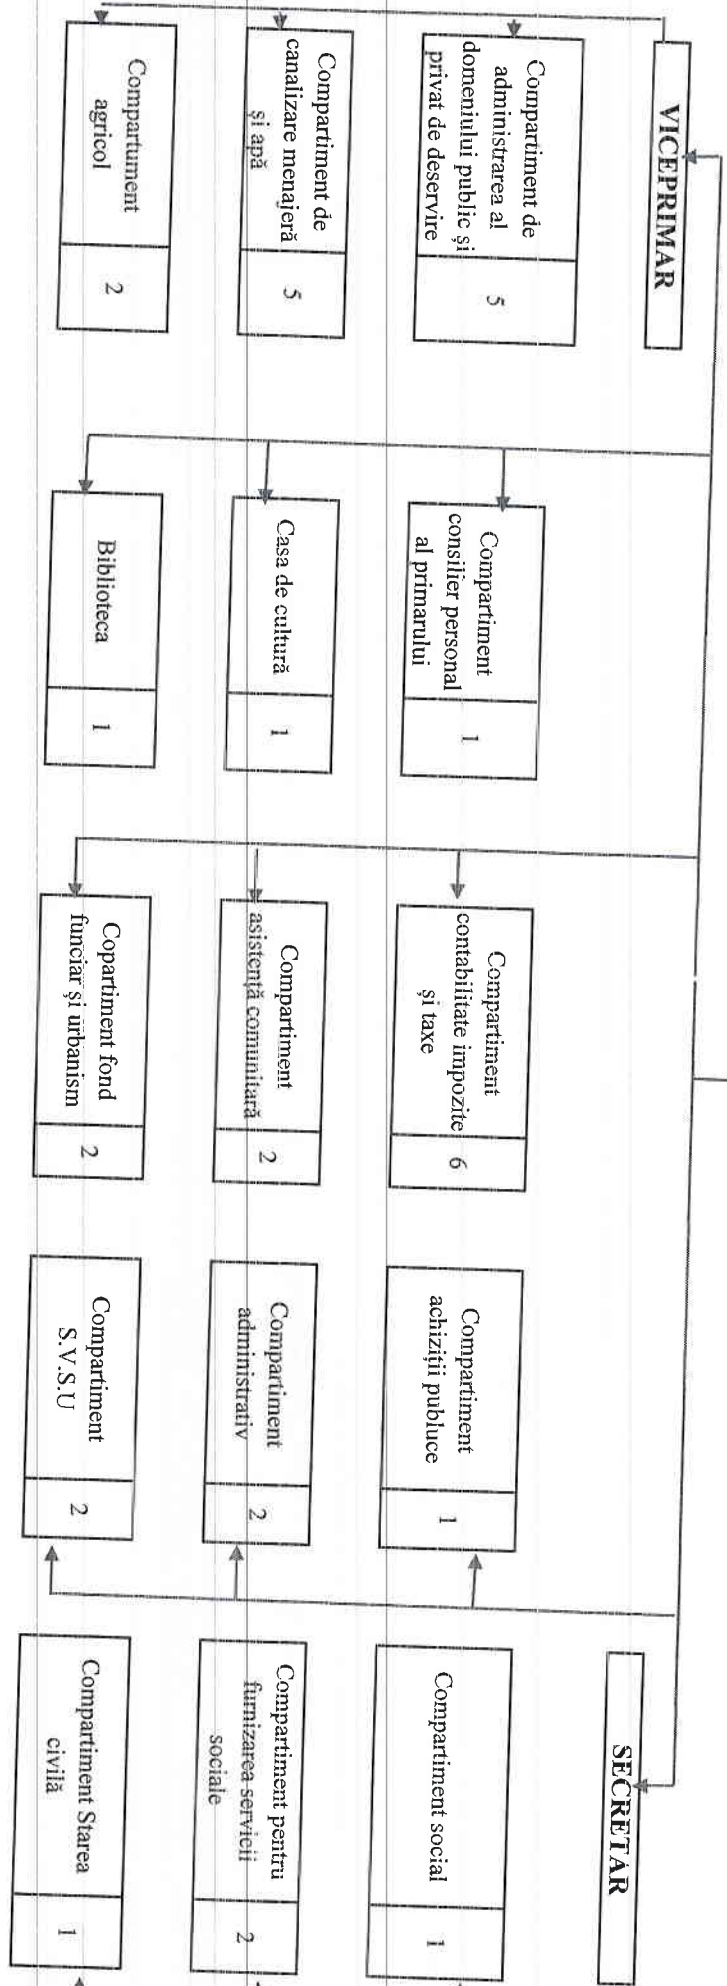 VICEPRIMAR
Compartiment de
administrarea al
domeniului public și
privat de deservire
5
Compartiment de
canalizare menajeră
și apă
5
Compartument
agricol
2
Compartiment
consilier personal
al primarului
1
Casa de cultură
1
Biblioteca
1
Compartiment
contabilitate impozite
și taxe
6
Compartiment
asistență comunitară
2
Copartiment fond
funciar și urbanism
2
Compartiment
achiziții publuce
1
Compartiment
administrativ
2
Compartiment
S.V.S.U
2
SECRETAR
Compartiment social
1
Compartiment pentru
furnizarea servicii
sociale
2
Compartiment Starea
civilă
1